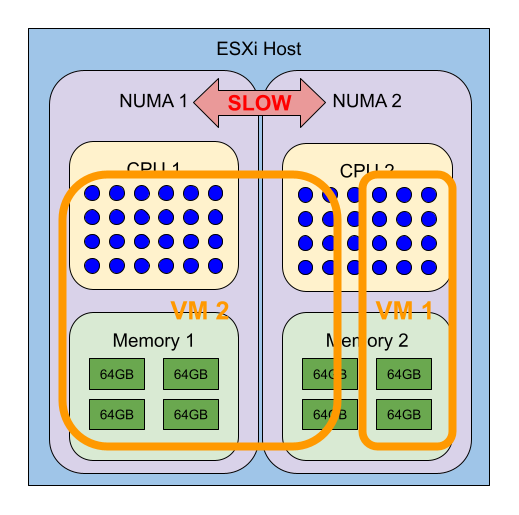 ESXi Host
NUMA 1
SLOW
NUMA 2
CPU 1
CPU 2
VM 2
VM 1
Memory 1
Memory 2
64GB 64GB 64GB 64GB
64GB 64GB 64GB 64GB